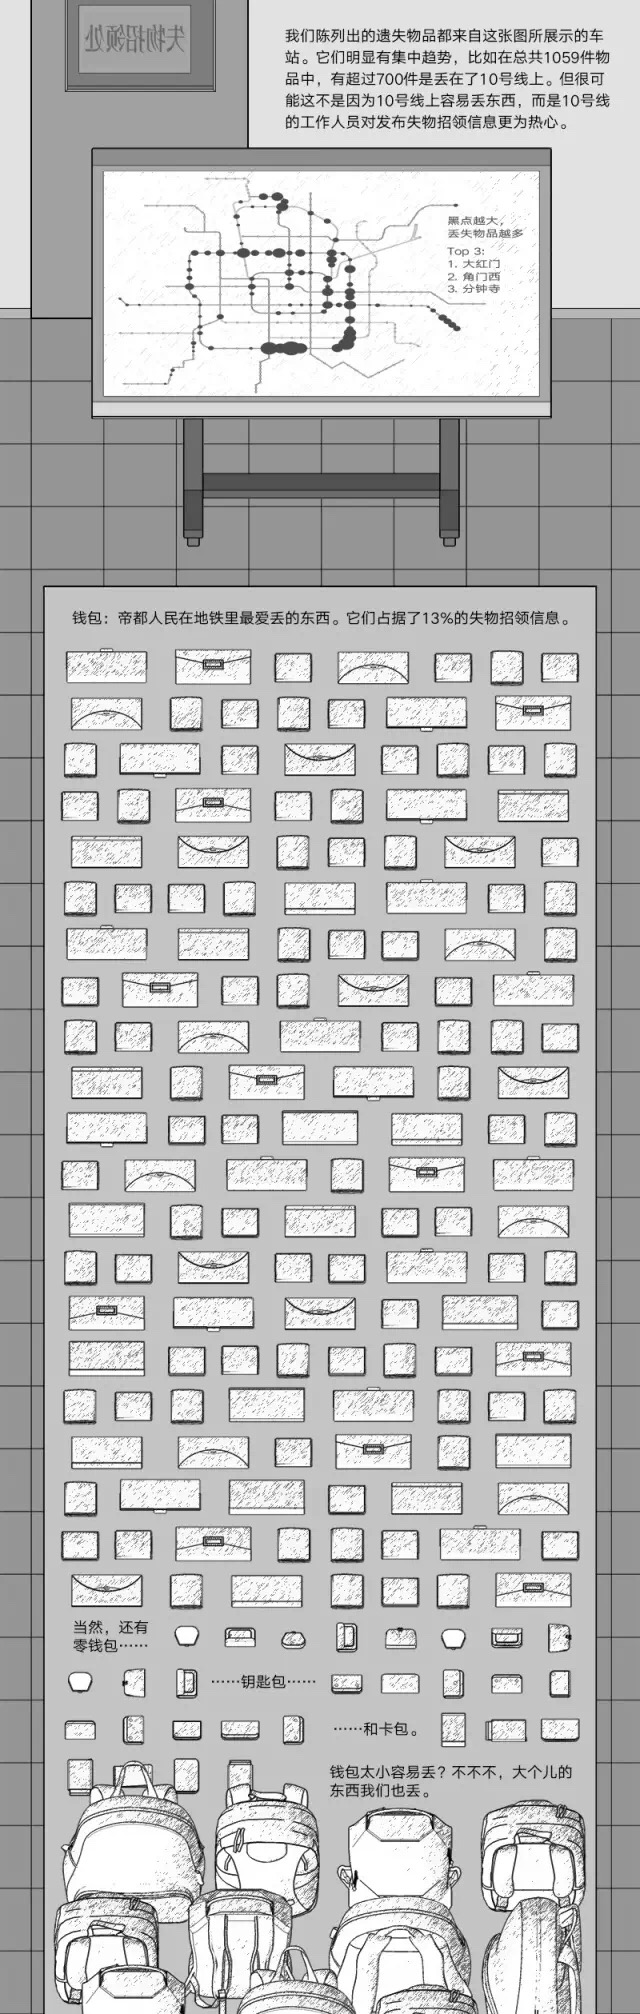 失物招领处
我们陈列出的遗失物品都来自这张图所展示的车
站。它们明显有集中趋势，比如在总共1059件物
品中，有超过700件是丢在了10号线上。但很可
能这不是因为10号线上容易丢东西，而是10号线
的工作人员对发布失物招领信息更为热心。
黑点越大，
丢失物品越多
Top 3:
1. 大红门
2. 角门西
3. 分钟寺
钱包：帝都人民在地铁里最爱丢的东西。它们占据了13%的失物招领信息。
当然，还有
零钱包……
……钥匙包……
……和卡包。
钱包太小容易丢？不不不，大个儿的
东西我们也丢。